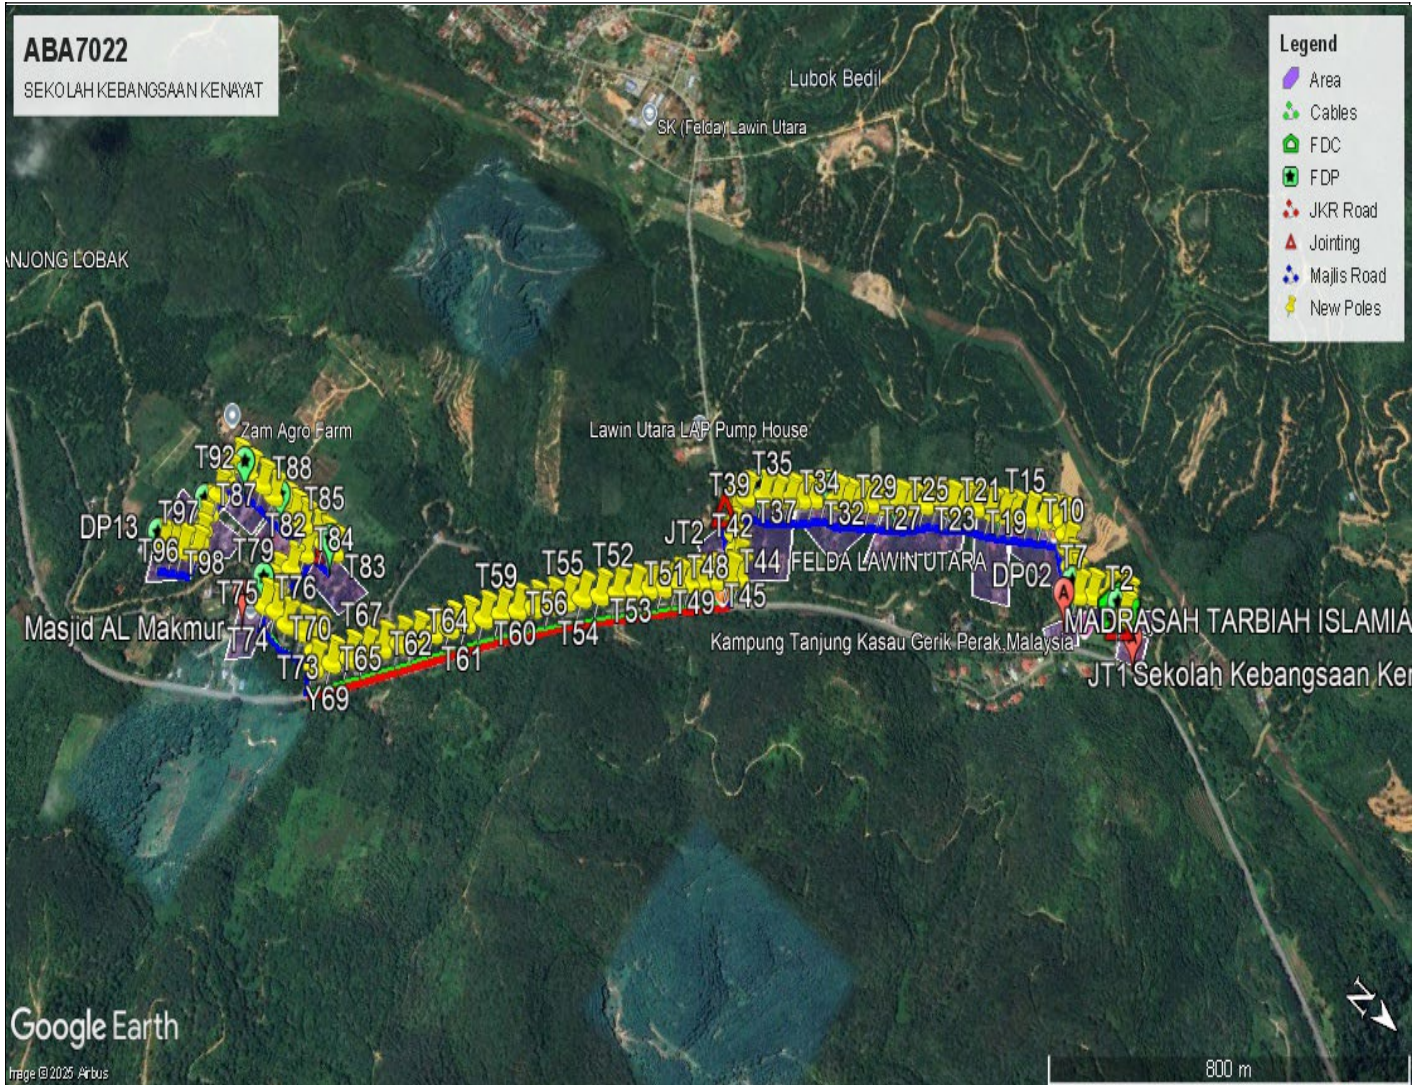 ABA7022
SEKOLAH KEBANGSAAN KENAYAT
Legend
Area
Cables
FDC
FDP
JKR Road
Jointing
Majlis Road
New Poles
Lubok Bedil
SK (Felda) Lawin Utara
ANJONG LOBAK
Zam Agro Farm
Lawin Utara LAP Pump House
T92
T88
T87
T85
T97
DP13
T82
T84
T96
T98
T79
T83
T75
T76
T67
T70
Masjid AL Makmur
T74
T73
T65
Y69
T62
T64
T61
T59
T60
T56
T55
T54
T52
T53
T51
T49
T48
T45
T44
T42
JT2
T39
T35
T37
T34
T32
T29
T27
T25
T23
T21
T19
T15
T10
T7
T2
FELDA LAWIN UTARA
DP02
A
MADRASAH TARBIAH ISLAMIA
Kampung Tanjung Kasau Gerik Perak,Malaysia
JT1
Sekolah Kebangsaan Ker
N
Google Earth
Image © 2025 Airbus
800 m